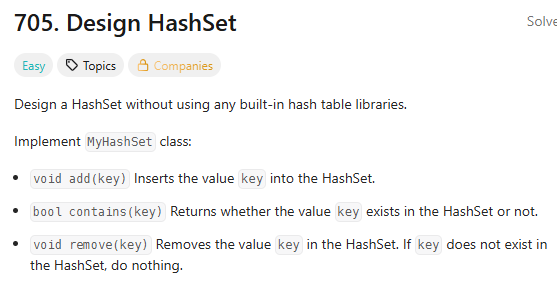 705. Design HashSet
Solve
Easy
Topics
Companies
Design a HashSet without using any built-in hash table libraries.
Implement MyHashSet class:
• void add(key) Inserts the value key into the HashSet.
• bool contains(key) Returns whether the value key exists in the HashSet or not.
• void remove(key) Removes the value key in the HashSet. If key does not exist in
the HashSet, do nothing.